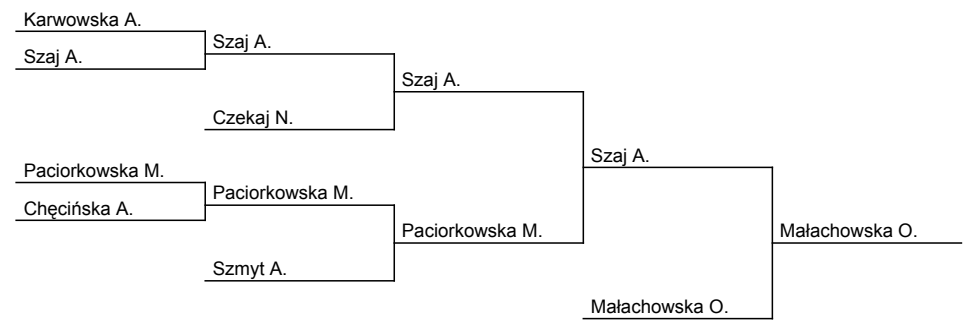 Karwowska A.
Szaj A.
Szaj A.
Szaj A.
Czekaj N.
Szaj A.
Paciorkowska M.
Paciorkowska M.
Chęcińska A.
Paciorkowska M.
Małachowska O.
Szmyt A.
Małachowska O.